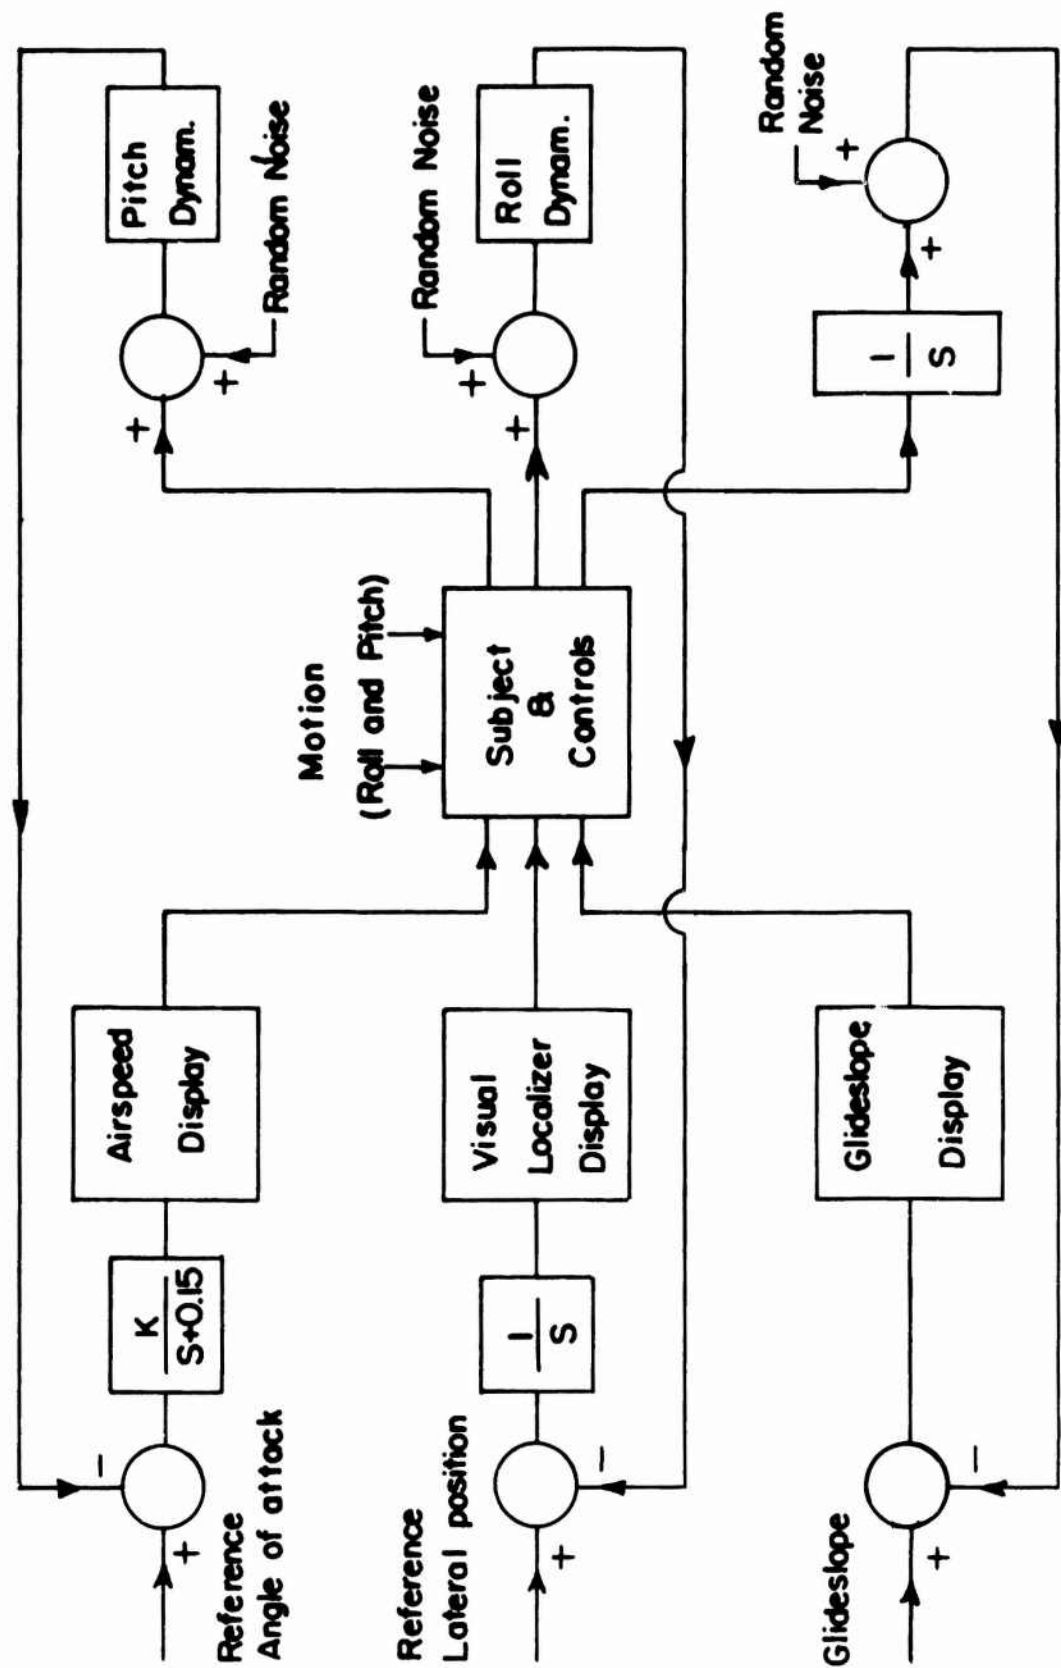 Reference
Angle of attack
+
−
K
S+0.15
Airspeed
Display
+
+
Random Noise
Pitch
Dynam.
Motion
(Roll and Pitch)
Reference
Lateral position
+
−
1
S
Visual
Localizer
Display
Subject
&
Controls
+
+
Random Noise
Roll
Dynam.
Glideslope
+
−
Glideslope
Display
1
S
+
+
Random
Noise